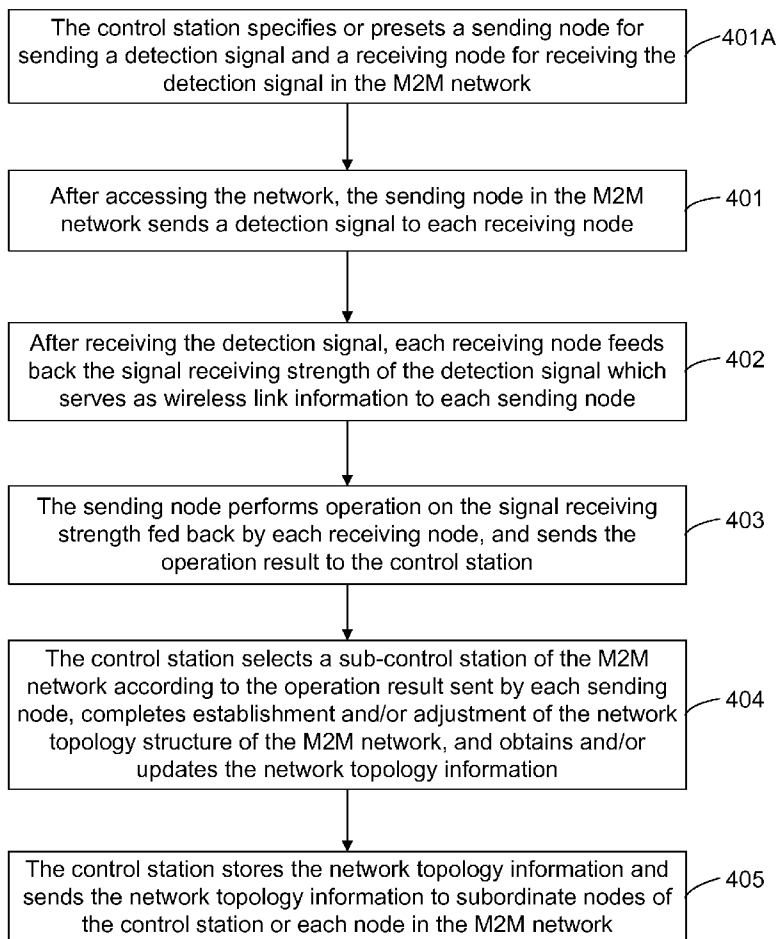 The control station specifies or presets a sending node for
sending a detection signal and a receiving node for receiving the
detection signal in the M2M network
401A
After accessing the network, the sending node in the M2M
network sends a detection signal to each receiving node
401
After receiving the detection signal, each receiving node feeds
back the signal receiving strength of the detection signal which
serves as wireless link information to each sending node
402
The sending node performs operation on the signal receiving
strength fed back by each receiving node, and sends the
operation result to the control station
403
The control station selects a sub-control station of the M2M
network according to the operation result sent by each sending
node, completes establishment and/or adjustment of the network
topology structure of the M2M network, and obtains and/or
updates the network topology information
404
The control station stores the network topology information and
sends the network topology information to subordinate nodes of
the control station or each node in the M2M network
405